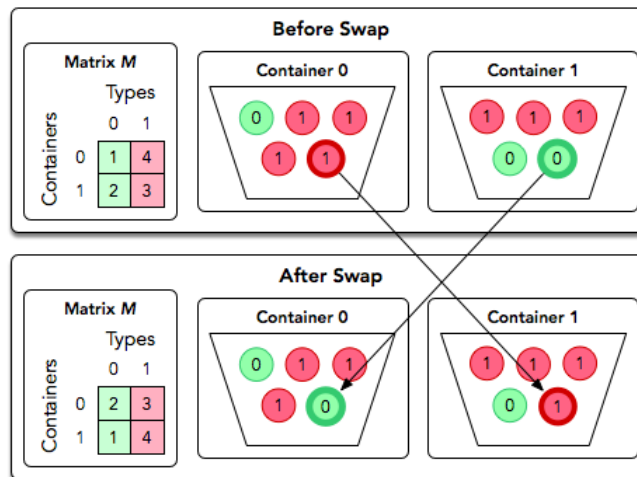 Before Swap
Matrix M
Types
0 1
Containers
0 1 4
1 2 3
Container 0
0 1 1
1 1
Container 1
1 1 1
0 0
After Swap
Matrix M
Types
0 1
Containers
0 2 3
1 1 4
Container 0
0 1 1
1 0
Container 1
1 1 1
0 1